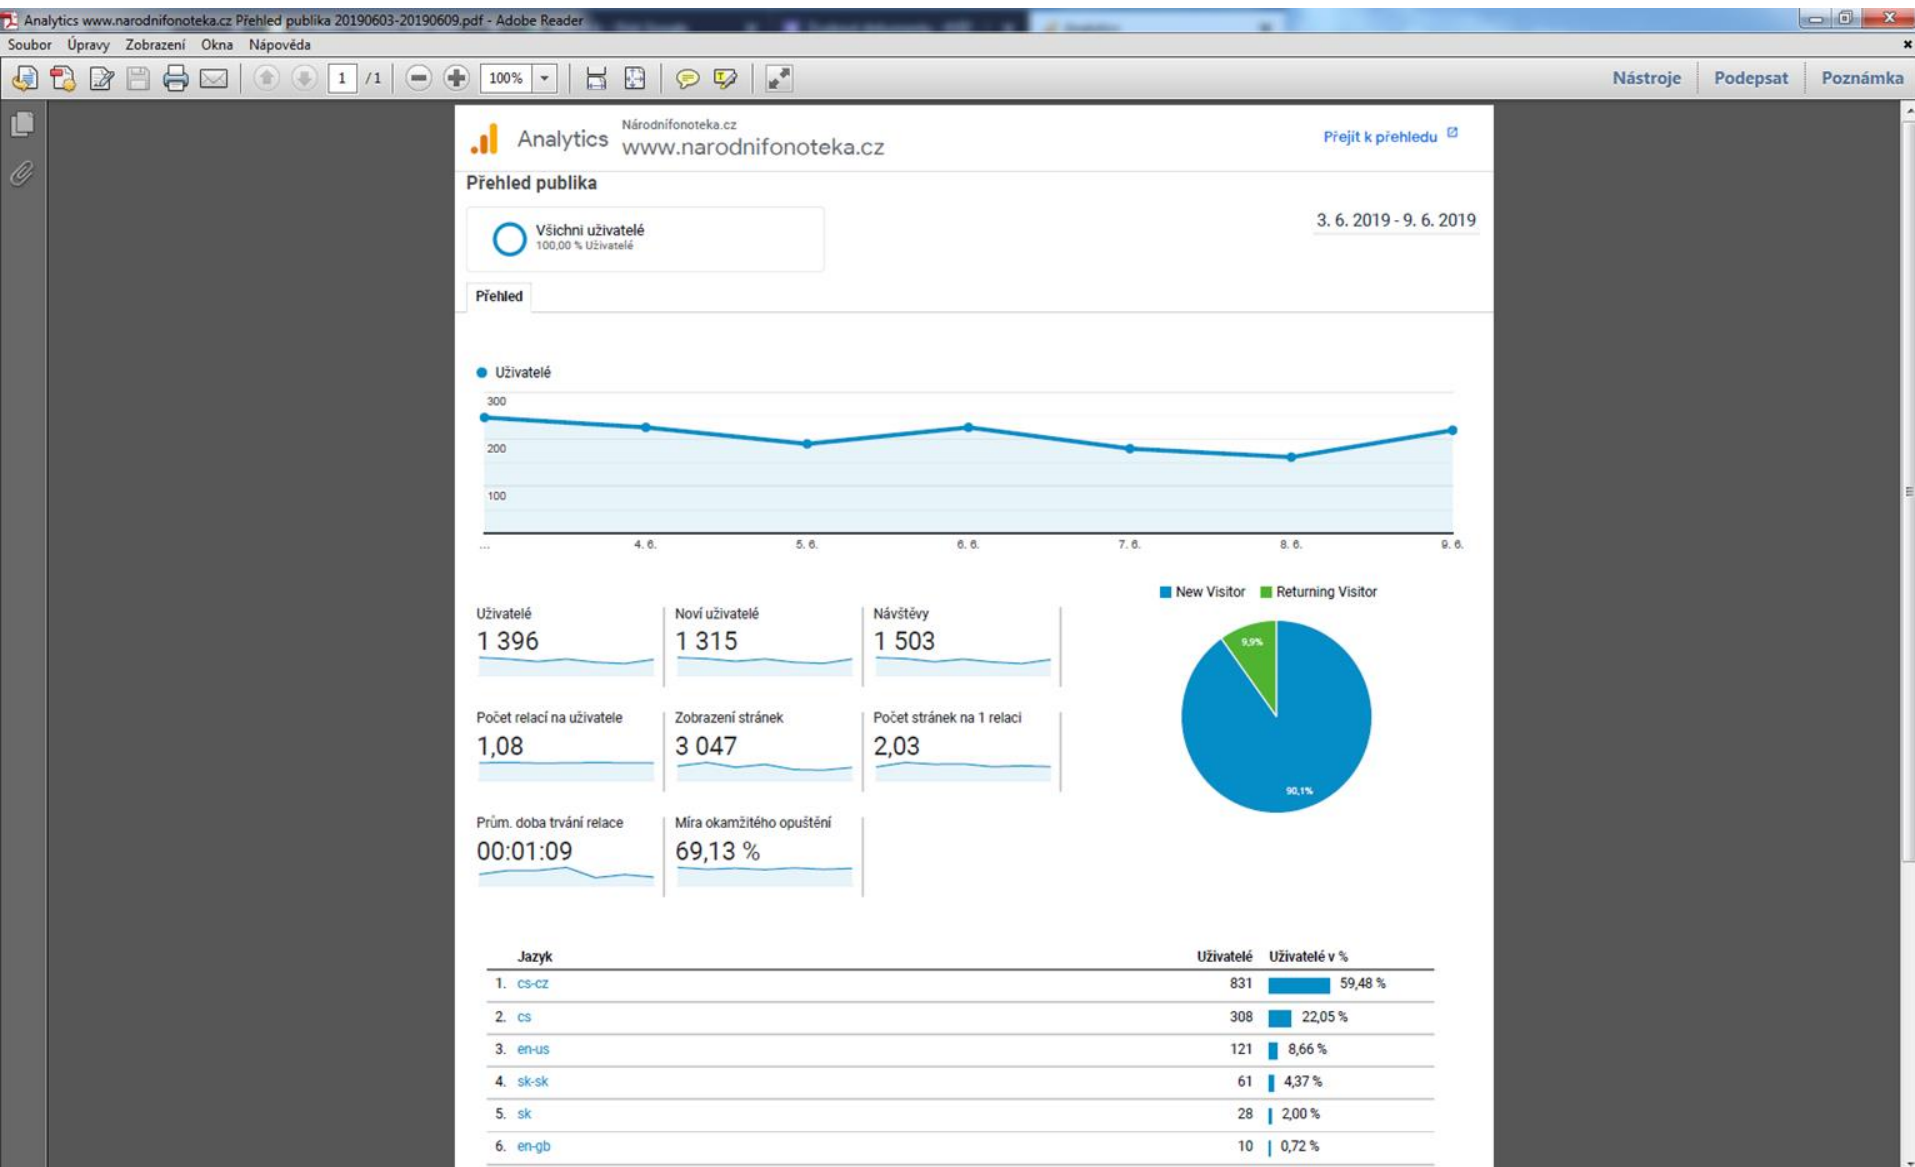 Analytics www.narodnifonoteka.cz Přehled publika 20190603-20190609.pdf - Adobe Reader
Soubor Úpravy Zobrazení Okna Nápověda
1 /1 100% Nástroje Podepsat Poznámka
Analytics
Národnífonoteka.cz
www.narodnifonoteka.cz
Přejít k přehledu
Přehled publika
Všichni uživatelé
100,00 % Uživatelé
3. 6. 2019 - 9. 6. 2019
Přehled
Uživatelé
300
200
100
... 4. 6. 5. 6. 6. 6. 7. 6. 8. 6. 9. 6.
New Visitor Returning Visitor
Uživatelé Noví uživatelé Návštěvy
1 396 1 315 1 503
9,9%
Počet relací na uživatele Zobrazení stránek Počet stránek na 1 relaci
1,08 3 047 2,03
90,1%
Prům. doba trvání relace Míra okamžitého opuštění
00:01:09 69,13 %
Jazyk Uživatelé Uživatelé v %
1. cs-cz 831 59,48 %
2. cs 308 22,05 %
3. en-us 121 8,66 %
4. sk-sk 61 4,37 %
5. sk 28 2,00 %
6. en-gb 10 0,72 %